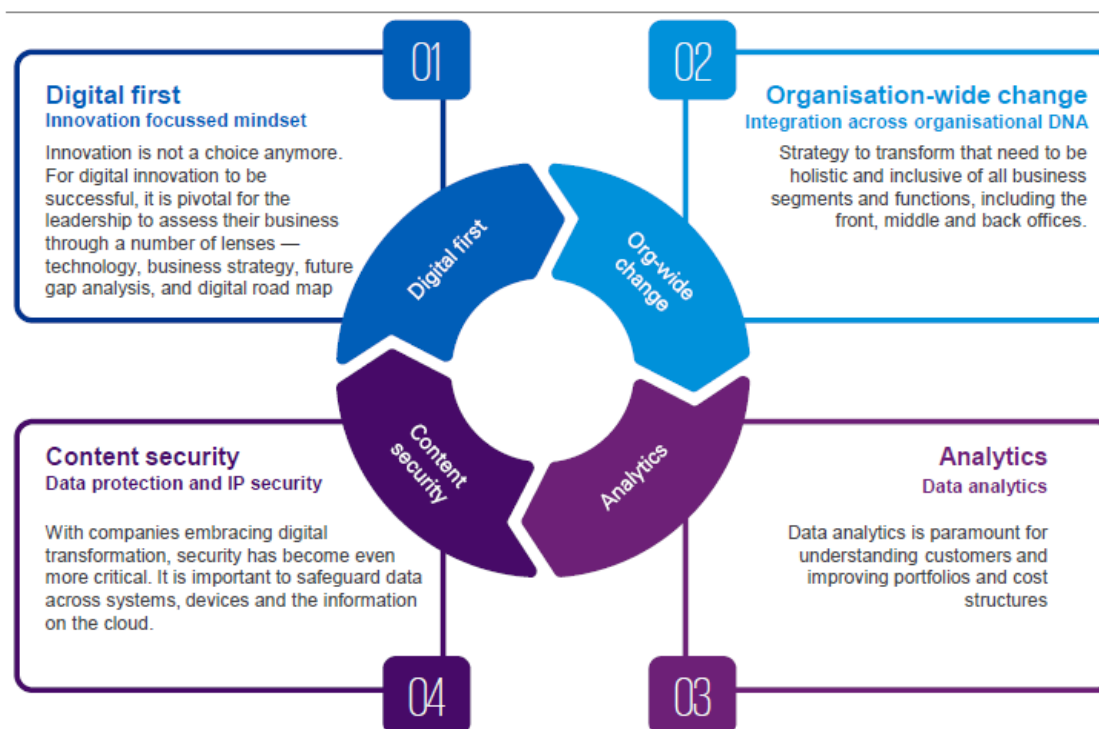 01
Digital first
Innovation focussed mindset
Innovation is not a choice anymore.
For digital innovation to be
successful, it is pivotal for the
leadership to assess their business
through a number of lenses —
technology, business strategy, future
gap analysis, and digital road map
02
Organisation-wide change
Integration across organisational DNA
Strategy to transform that need to be
holistic and inclusive of all business
segments and functions, including the
front, middle and back offices.
Digital first
Org-wide
change
Content
security
Analytics
Content security
Data protection and IP security
With companies embracing digital
transformation, security has become even
more critical. It is important to safeguard data
across systems, devices and the information
on the cloud.
04
Analytics
Data analytics
Data analytics is paramount for
understanding customers and
improving portfolios and cost
structures
03